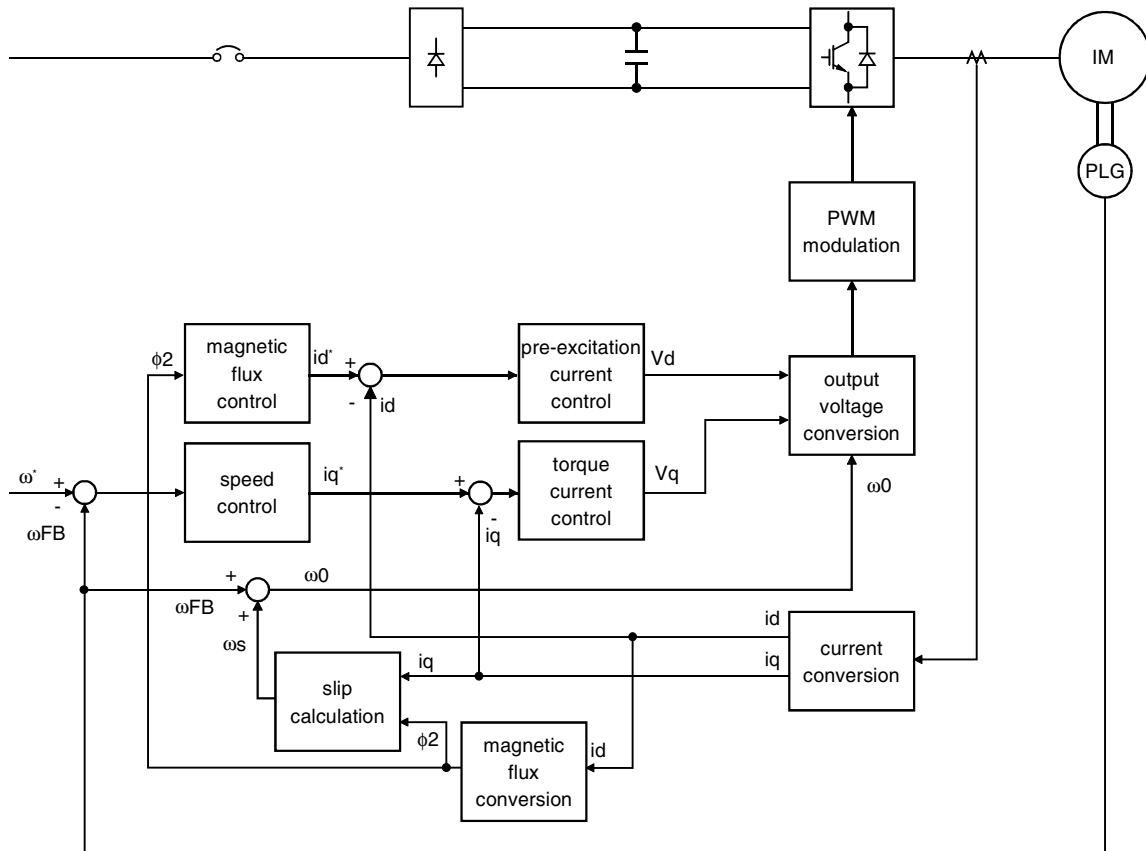 IM
PLG
PWM
modulation
ϕ2
magnetic
flux
control
id*
+
-
id
pre-excitation
current
control
Vd
output
voltage
conversion
ω*
+
-
ωFB
speed
control
iq*
+
-
iq
torque
current
control
Vq
ω0
+
ωFB
+
ω0
ωs
slip
calculation
iq
ϕ2
id
iq
current
conversion
magnetic
flux
conversion
id